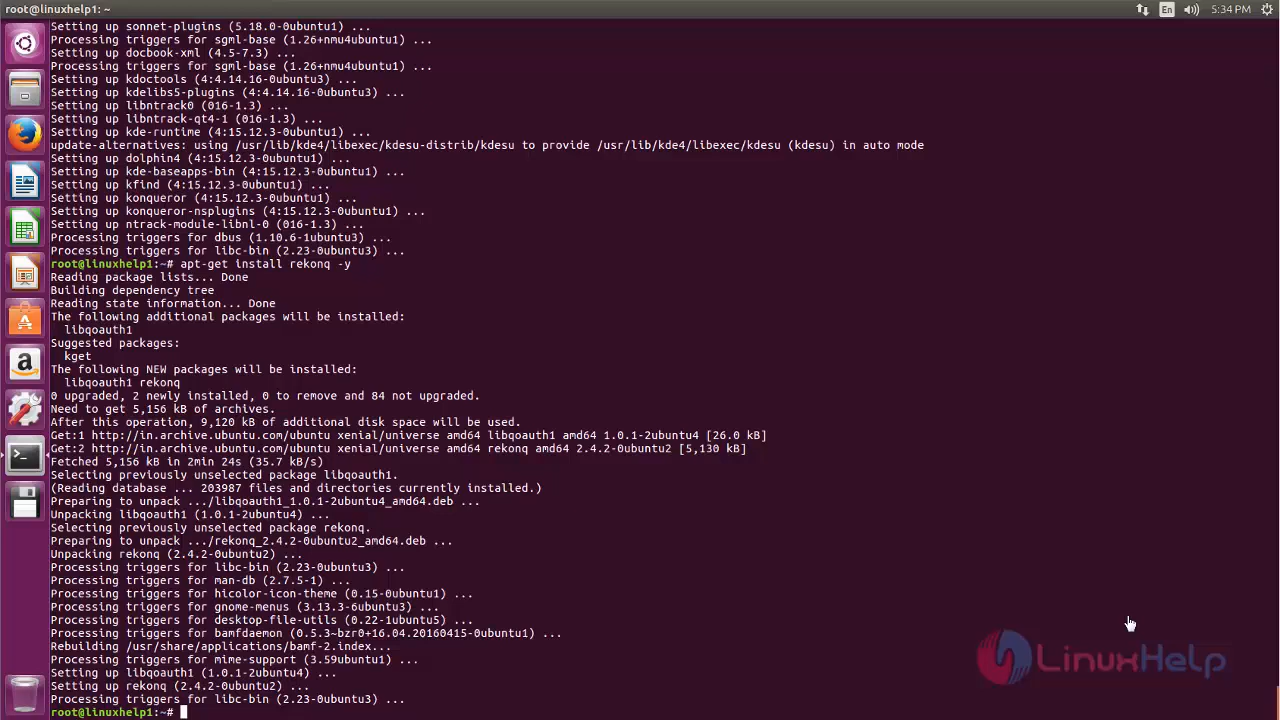 root@linuxhelp1: ~
En
5:34 PM
Setting up sonnet-plugins (5.18.0-0ubuntu1) ...
Processing triggers for sgml-base (1.26+nmu4ubuntu1) ...
Setting up docbook-xml (4.5-7.3) ...
Processing triggers for sgml-base (1.26+nmu4ubuntu1) ...
Setting up kdoctools (4:4.14.16-0ubuntu3) ...
Setting up kdelibs5-plugins (4:4.14.16-0ubuntu3) ...
Setting up libntrack0 (016-1.3) ...
Setting up libntrack-qt4-1 (016-1.3) ...
Setting up kde-runtime (4:15.12.3-0ubuntu1) ...
update-alternatives: using /usr/lib/kde4/libexec/kdesu-distrib/kdesu to provide /usr/lib/kde4/libexec/kdesu (kdesu) in auto mode
Setting up dolphin4 (4:15.12.3-0ubuntu1) ...
Setting up kde-baseapps-bin (4:15.12.3-0ubuntu1) ...
Setting up kfind (4:15.12.3-0ubuntu1) ...
Setting up konqueror (4:15.12.3-0ubuntu1) ...
Setting up konqueror-nsplugins (4:15.12.3-0ubuntu1) ...
Setting up ntrack-module-libnl-0 (016-1.3) ...
Processing triggers for dbus (1.10.6-1ubuntu3) ...
Processing triggers for libc-bin (2.23-0ubuntu3) ...
root@linuxhelp1:~# apt-get install rekonq -y
Reading package lists... Done
Building dependency tree
Reading state information... Done
The following additional packages will be installed:
libqoauth1
Suggested packages:
kget
The following NEW packages will be installed:
libqoauth1 rekonq
0 upgraded, 2 newly installed, 0 to remove and 84 not upgraded.
Need to get 5,156 kB of archives.
After this operation, 9,120 kB of additional disk space will be used.
Get:1 http://in.archive.ubuntu.com/ubuntu xenial/universe amd64 libqoauth1 amd64 1.0.1-2ubuntu4 [26.0 kB]
Get:2 http://in.archive.ubuntu.com/ubuntu xenial/universe amd64 rekonq amd64 2.4.2-0ubuntu2 [5,130 kB]
Fetched 5,156 kB in 2min 24s (35.7 kB/s)
Selecting previously unselected package libqoauth1.
(Reading database ... 203987 files and directories currently installed.)
Preparing to unpack .../libqoauth1_1.0.1-2ubuntu4_amd64.deb ...
Unpacking libqoauth1 (1.0.1-2ubuntu4) ...
Selecting previously unselected package rekonq.
Preparing to unpack .../rekonq_2.4.2-0ubuntu2_amd64.deb ...
Unpacking rekonq (2.4.2-0ubuntu2) ...
Processing triggers for libc-bin (2.23-0ubuntu3) ...
Processing triggers for man-db (2.7.5-1) ...
Processing triggers for hicolor-icon-theme (0.15-0ubuntu1) ...
Processing triggers for gnome-menus (3.13.3-6ubuntu3) ...
Processing triggers for desktop-file-utils (0.22-1ubuntu5) ...
Processing triggers for bamfdaemon (0.5.3~bzr0+16.04.20160415-0ubuntu1) ...
Rebuilding /usr/share/applications/bamf-2.index...
Processing triggers for mime-support (3.59ubuntu1) ...
Setting up libqoauth1 (1.0.1-2ubuntu4) ...
Setting up rekonq (2.4.2-0ubuntu2) ...
Processing triggers for libc-bin (2.23-0ubuntu3) ...
root@linuxhelp1:~#
LinuxHelp